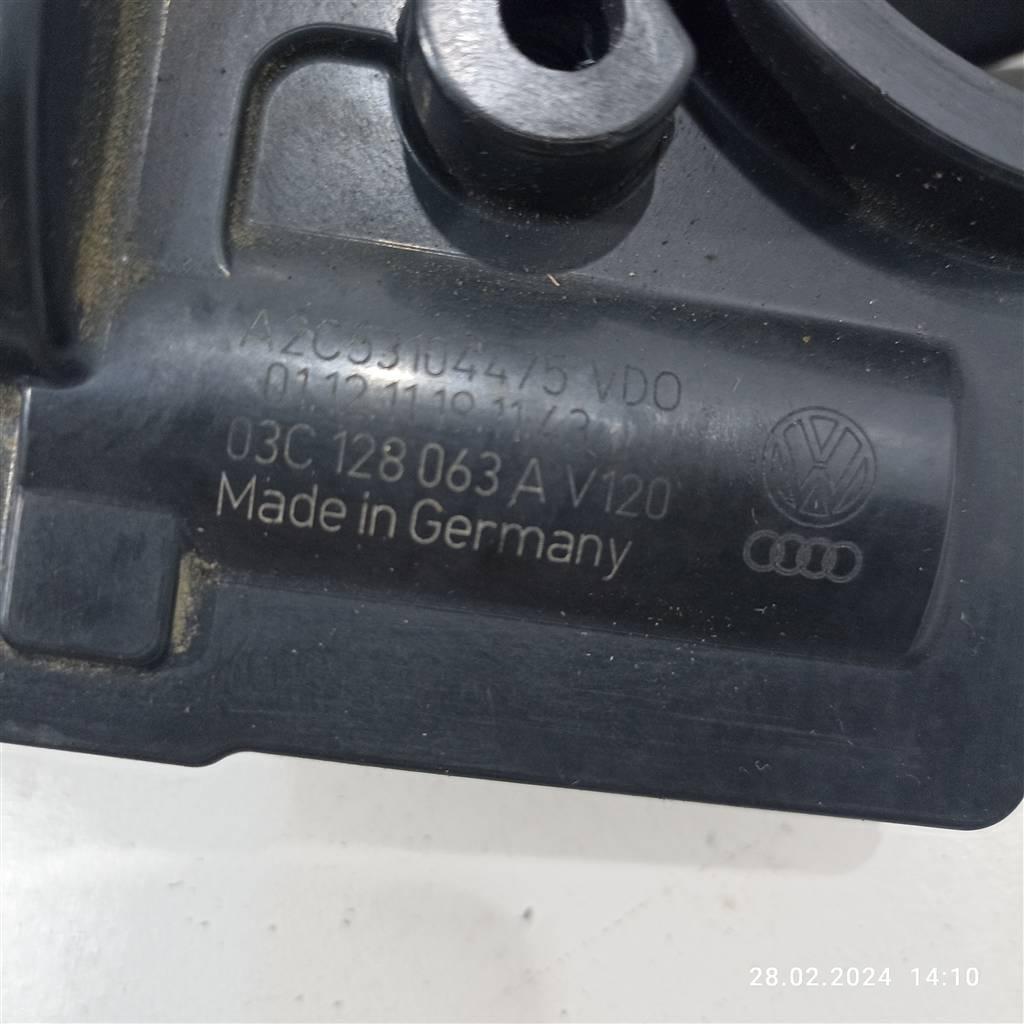 A2C53104475 VDO
03C 128 063 A V120
Made in Germany
28.02.2024 14:10